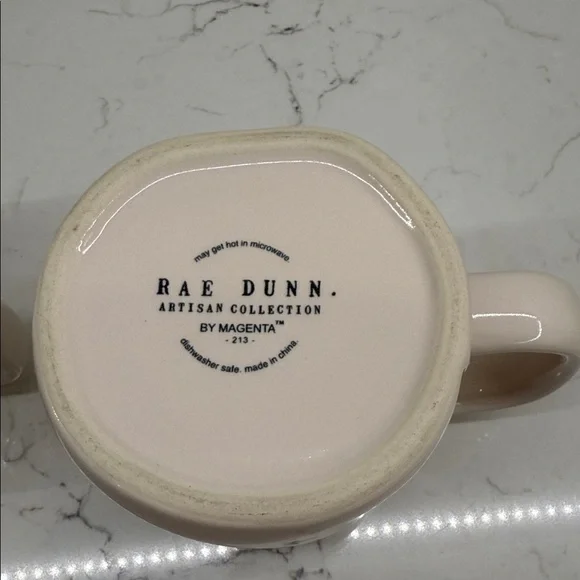 may get hot in microwave.
RAE DUNN.
ARTISAN COLLECTION
BY MAGENTA™
- 213 -
dishwasher safe. made in china.